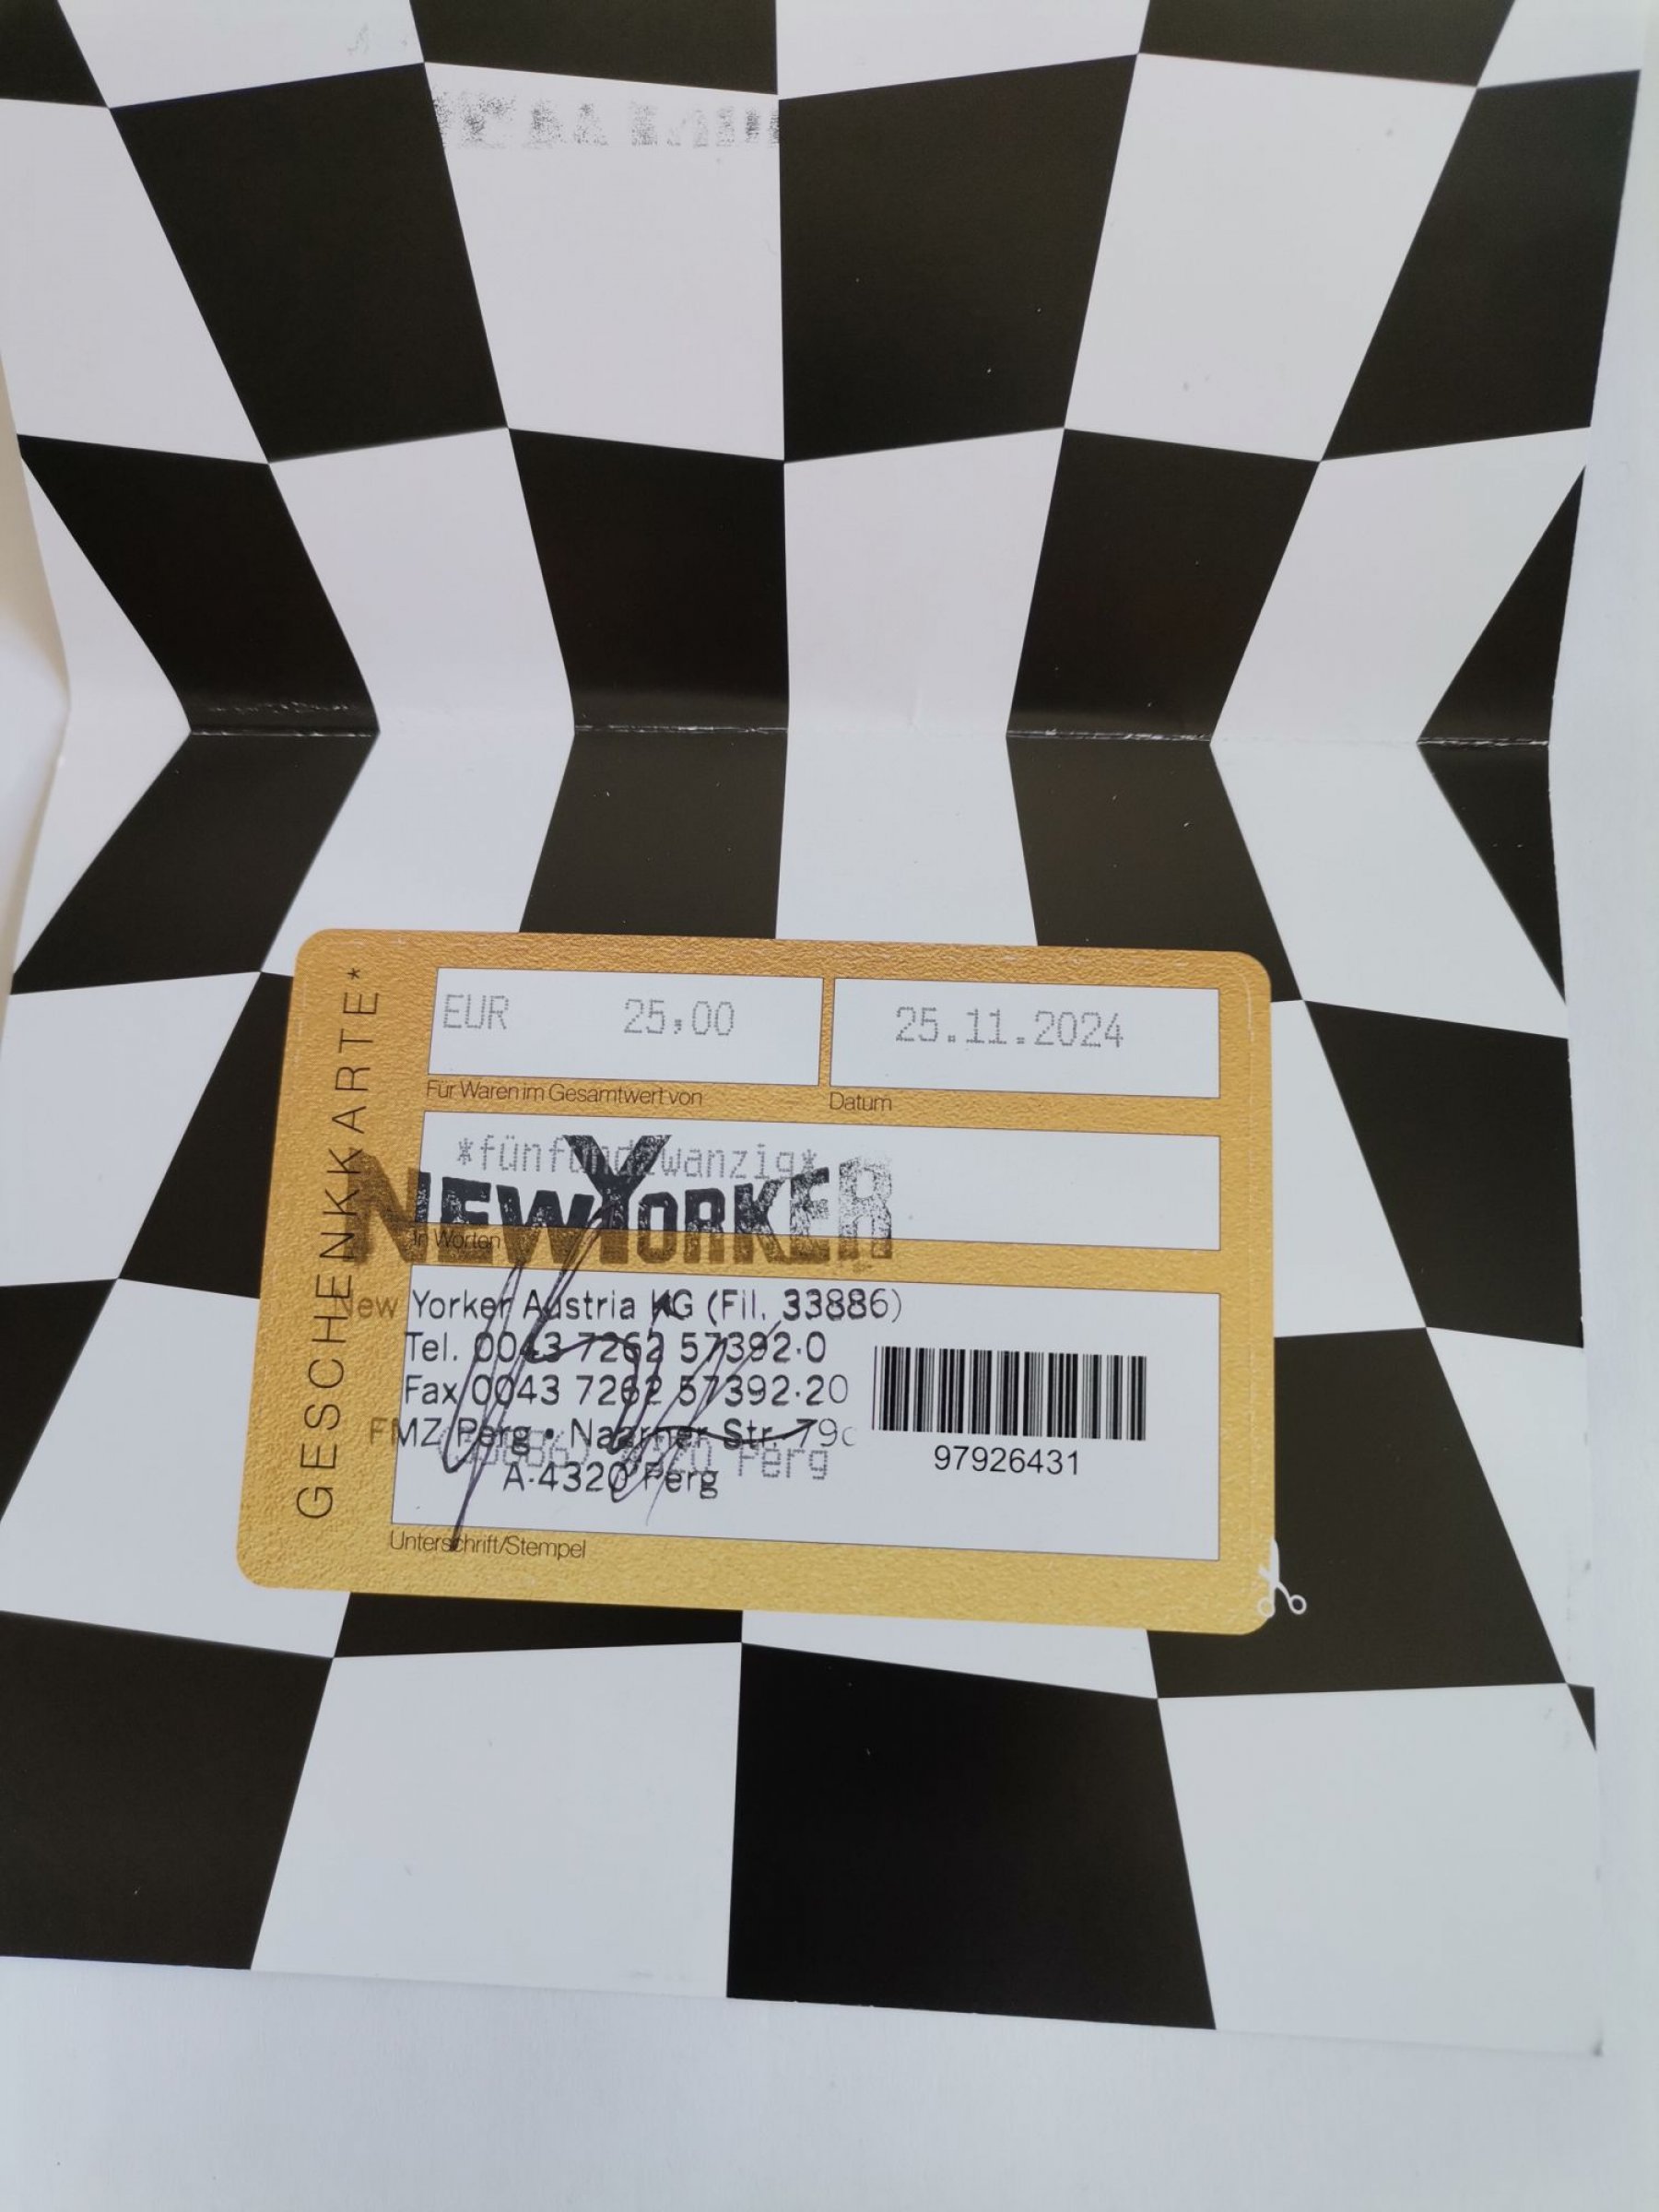 GESCHENKKARTE*
EUR 25,00
25.11.2024
Für Waren im Gesamtwert von
Datum
*fünfundzwanzig*
NEWYORKER
In Worten
New Yorker Austria KG (Fil. 33886)
Tel. 0043 7262 57392-0
Fax 0043 7262 57392-20
FMZ Perg • Naarner Str. 79c
4320 Perg
A-4320 Perg
97926431
Unterschrift/Stempel